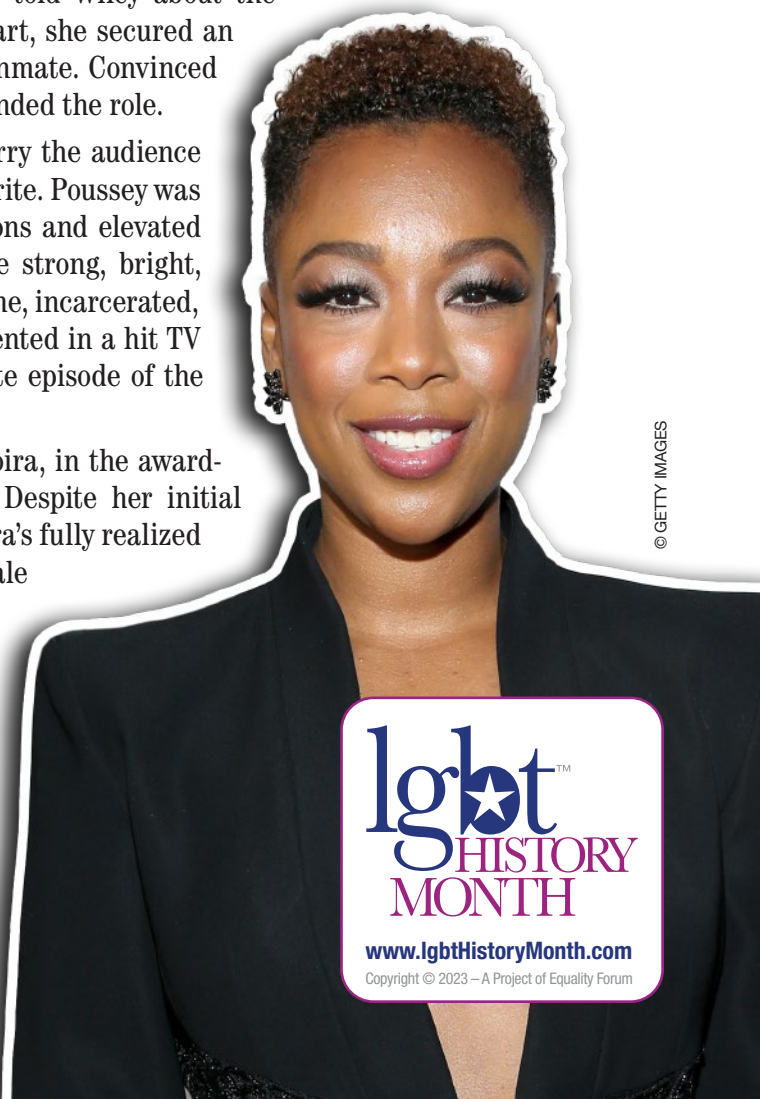 told Wiley about the
art, she secured an
nmate. Convinced
nded the role.
rry the audience
rite. Poussey was
ons and elevated
e strong, bright,
ne, incarcerated,
ented in a hit TV
te episode of the
oira, in the award-
Despite her initial
ra’s fully realized
ale
© GETTY IMAGES
lgbt™
HISTORY
MONTH
www.lgbtHistoryMonth.com
Copyright © 2023 – A Project of Equality Forum